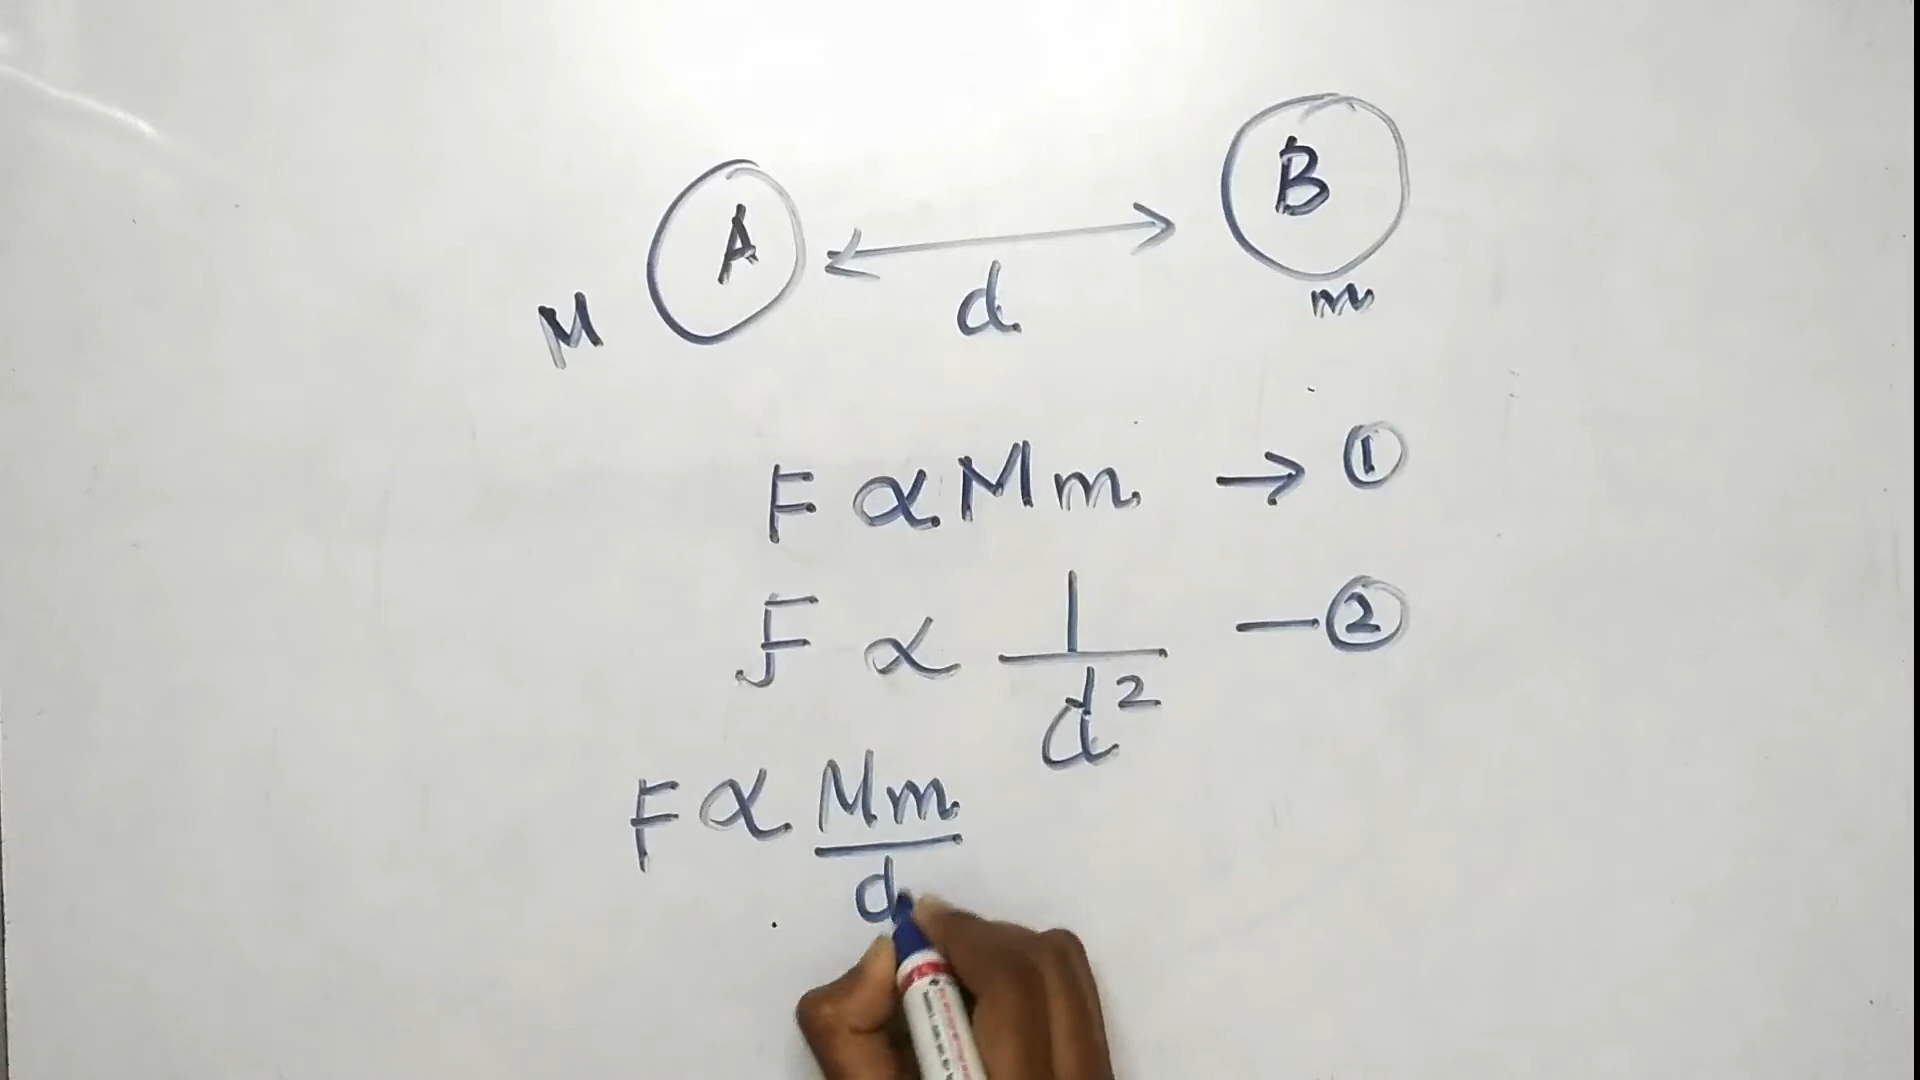 A
B
M
d
m
F ∝ Mm → ①
F ∝ 1/d² — ②
F ∝ Mm/d